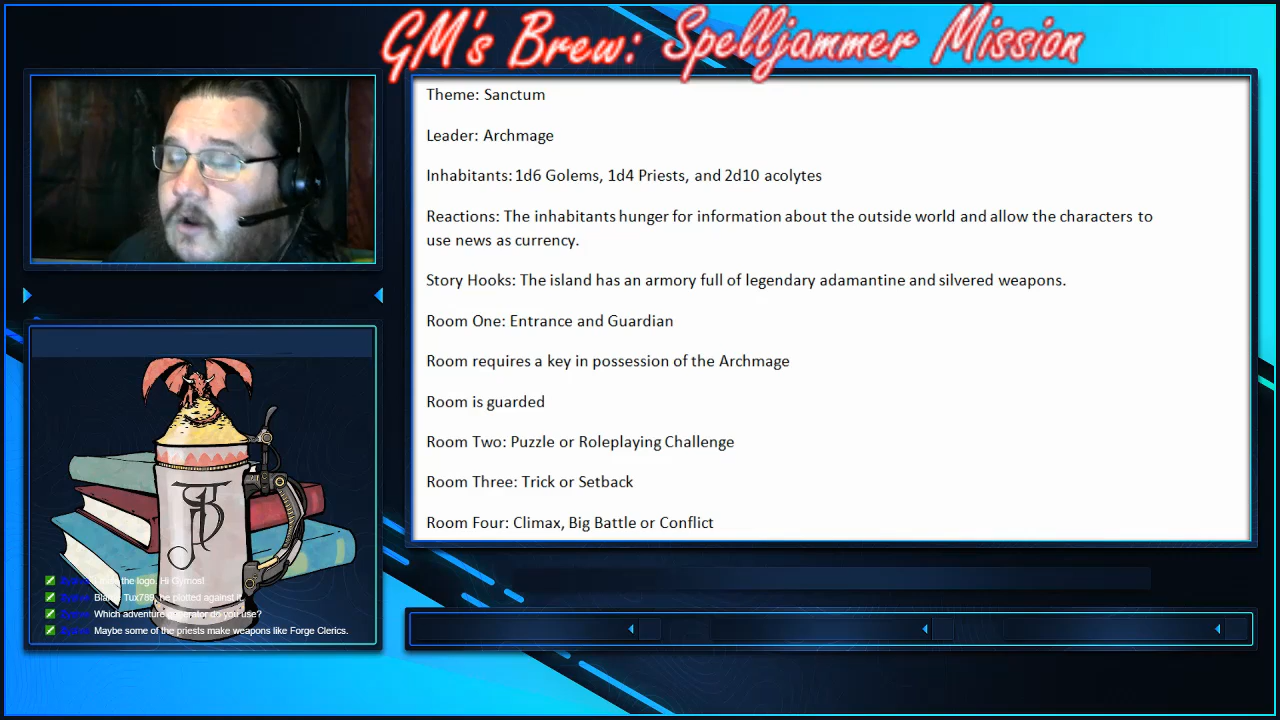 GM's Brew: Spelljammer Mission
Theme: Sanctum
Leader: Archmage
Inhabitants: 1d6 Golems, 1d4 Priests, and 2d10 acolytes
Reactions: The inhabitants hunger for information about the outside world and allow the characters to
use news as currency.
Story Hooks: The island has an armory full of legendary adamantine and silvered weapons.
Room One: Entrance and Guardian
Room requires a key in possession of the Archmage
Room is guarded
Room Two: Puzzle or Roleplaying Challenge
Room Three: Trick or Setback
Room Four: Climax, Big Battle or Conflict
the logo. Hi Glymos!
Tux789, he plotted against it.
Which adventure do you use?
Maybe some of the priests make weapons like Forge Clerics.